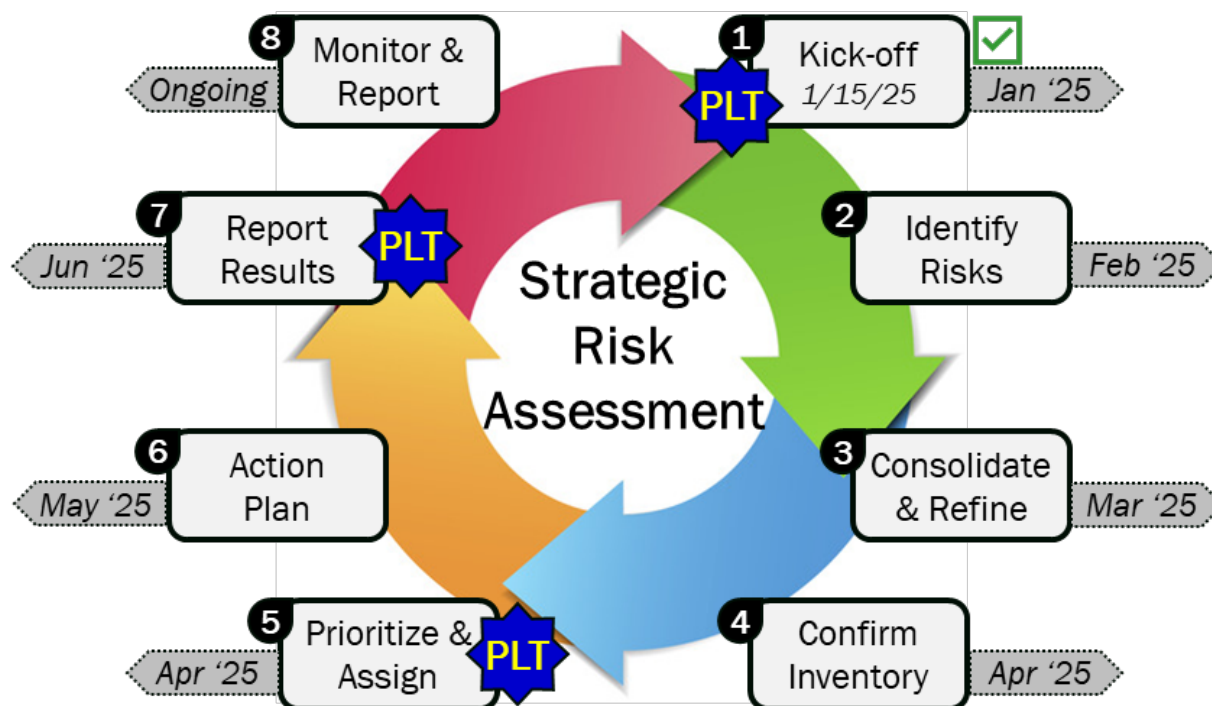 Strategic
Risk
Assessment
1
Kick-off
1/15/25
PLT
Jan ‘25
2
Identify
Risks
Feb ‘25
3
Consolidate
& Refine
Mar ‘25
4
Confirm
Inventory
Apr ‘25
5
Prioritize &
Assign
PLT
Apr ‘25
6
Action
Plan
May ‘25
7
Report
Results
PLT
Jun ‘25
8
Monitor &
Report
Ongoing